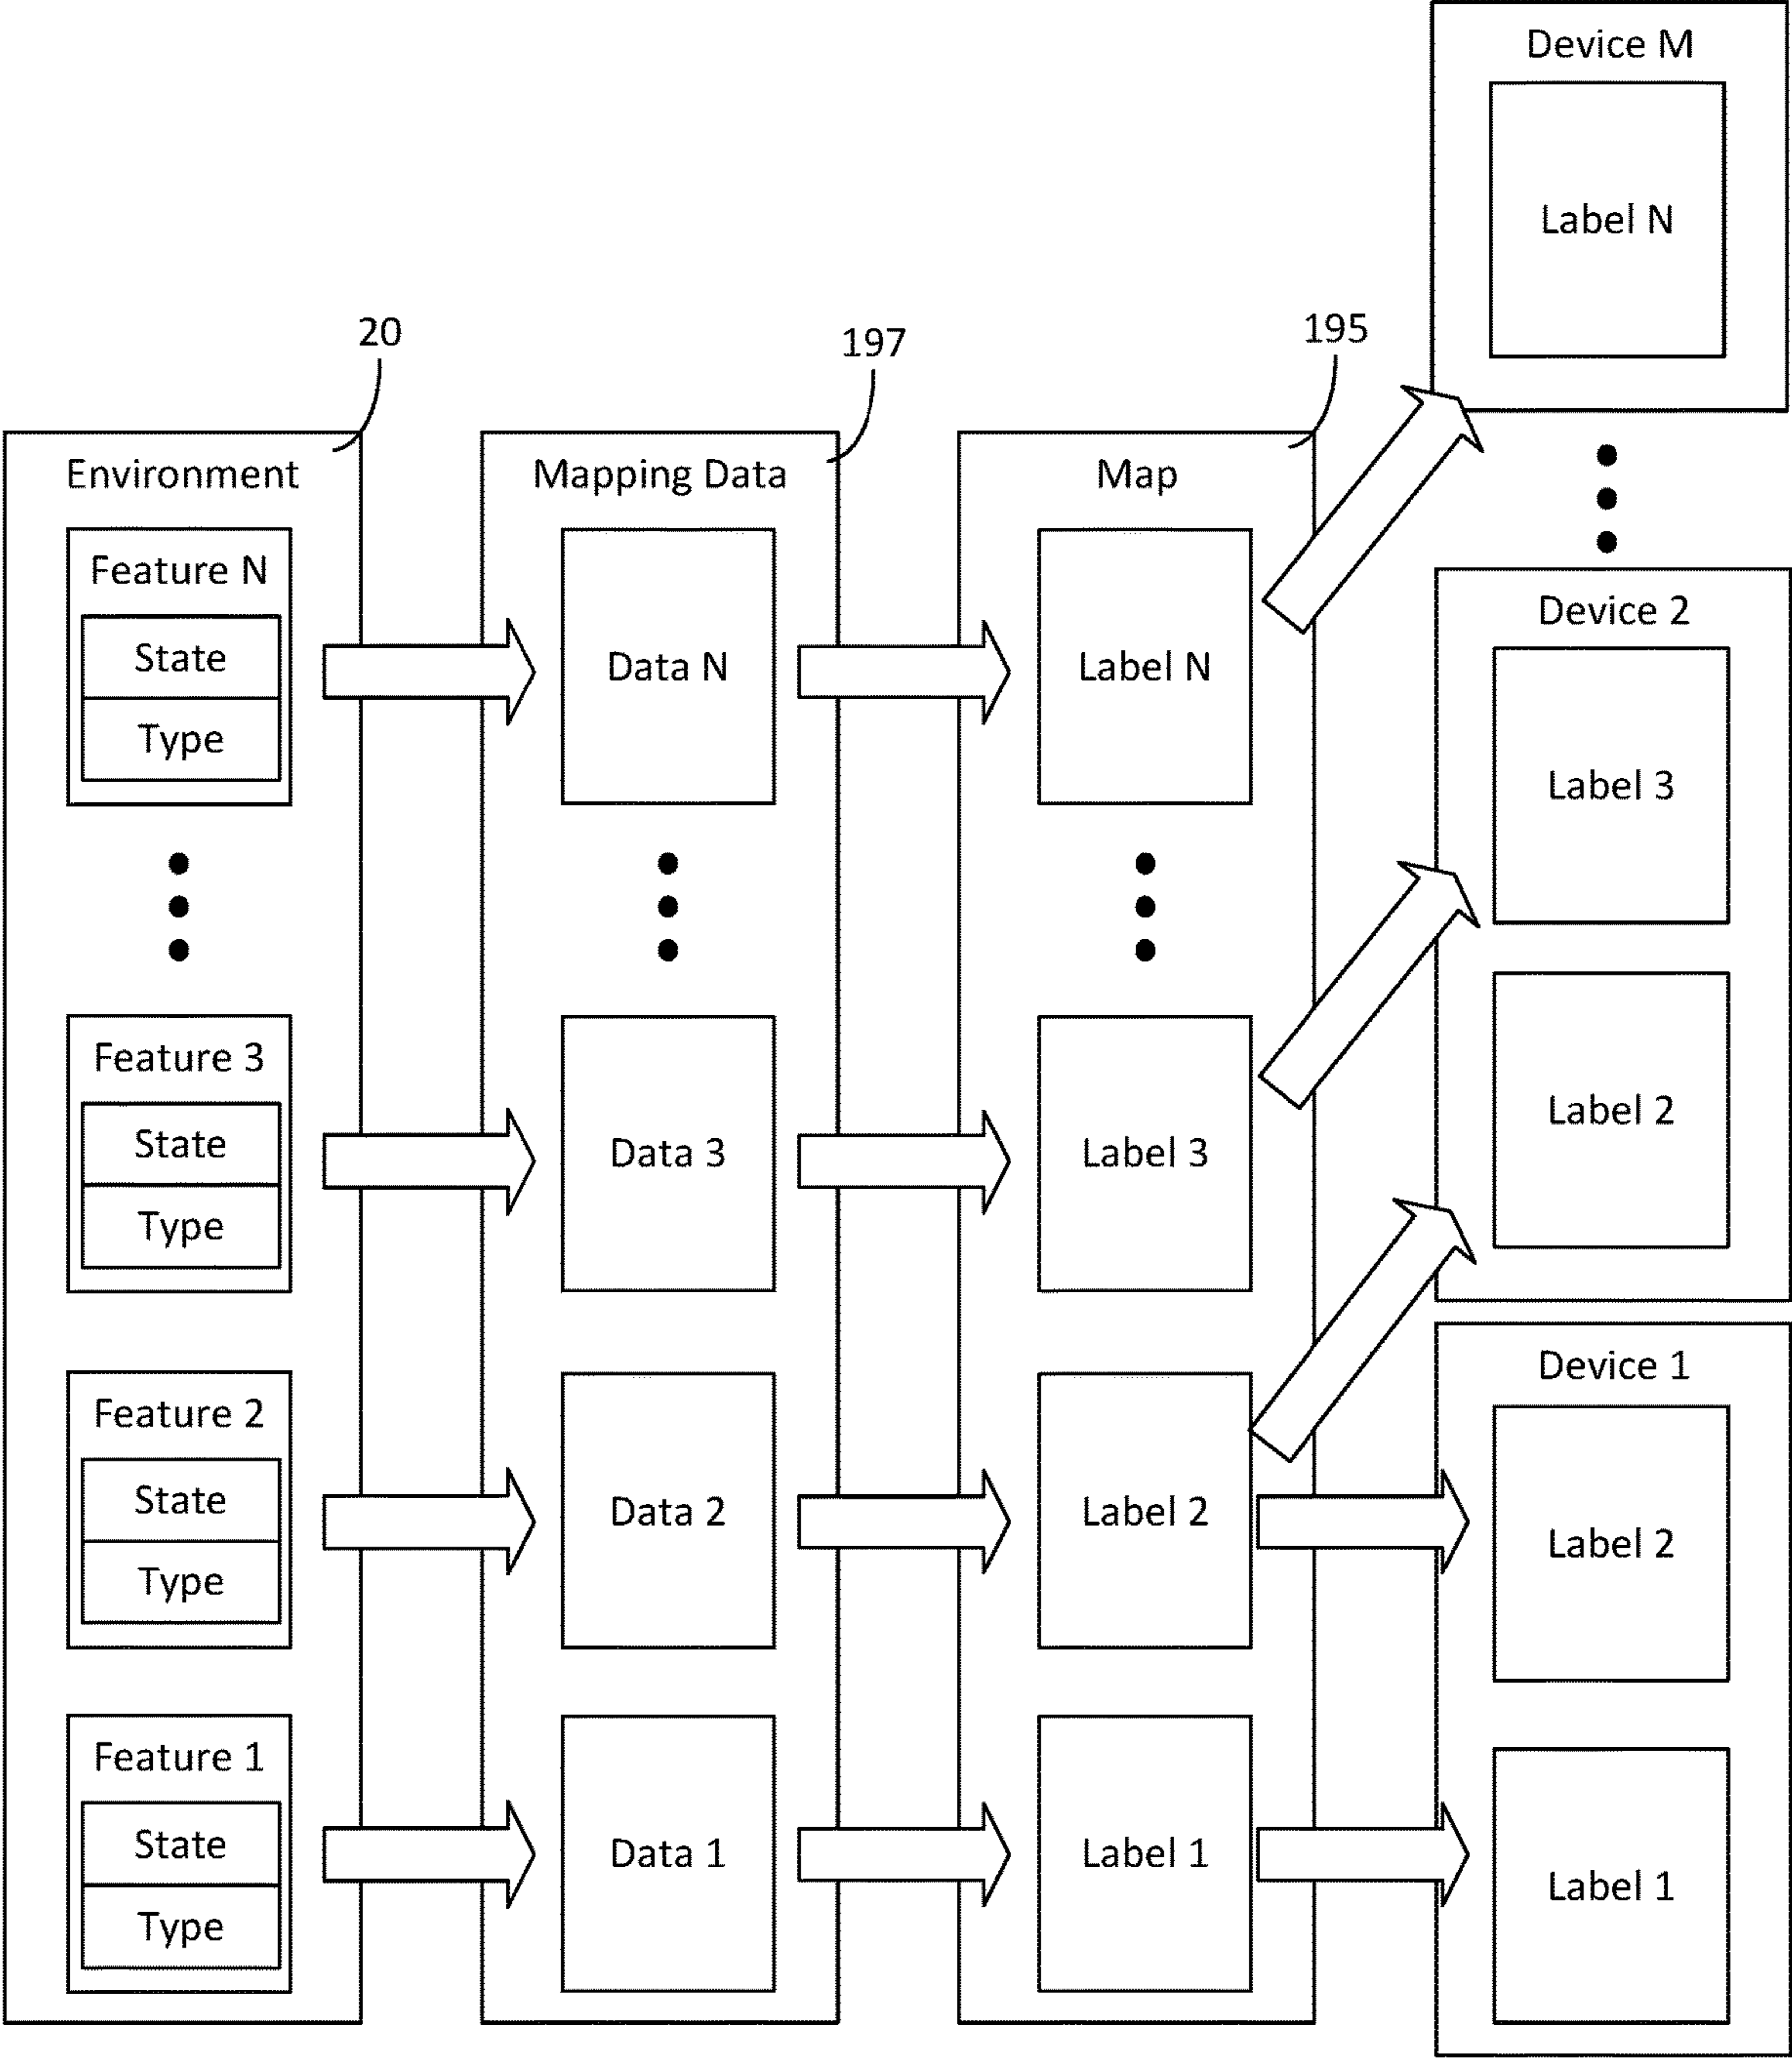 Device M
Label N
20
197
195
Environment
Mapping Data
Map
Feature N
State
Type
Data N
Label N
Device 2
Label 3
Label 2
Feature 3
State
Type
Data 3
Label 3
Feature 2
State
Type
Data 2
Label 2
Device 1
Label 2
Label 1
Feature 1
State
Type
Data 1
Label 1